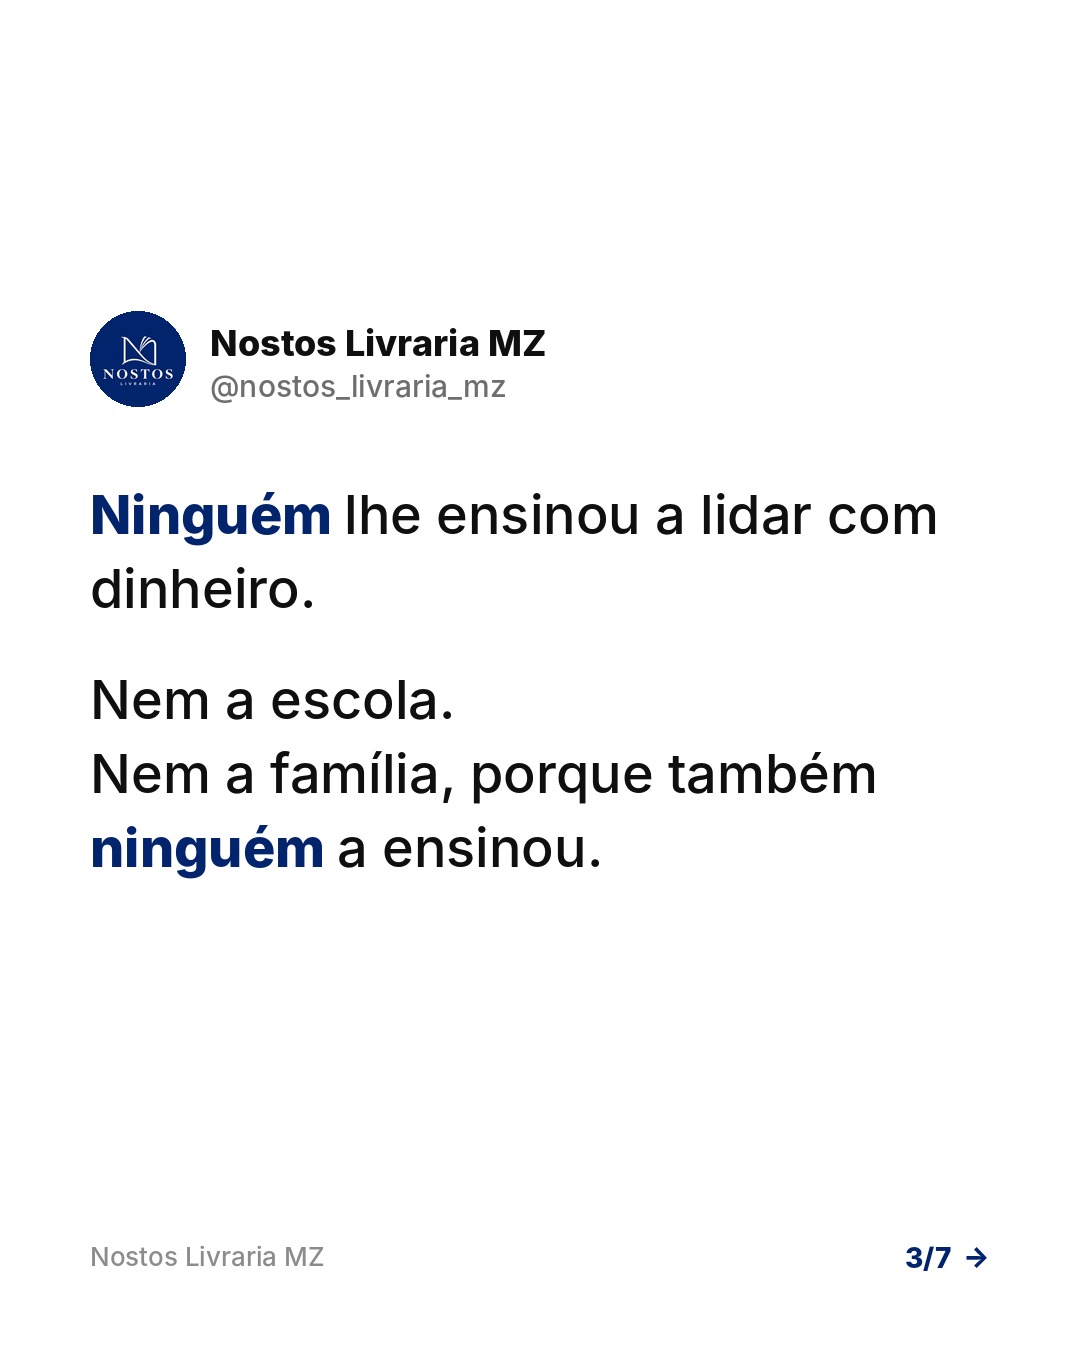 NOSTOS
LIVRARIA
Nostos Livraria MZ
@nostos_livraria_mz
Ninguém lhe ensinou a lidar com
dinheiro.
Nem a escola.
Nem a família, porque também
ninguém a ensinou.
Nostos Livraria MZ
3/7 →